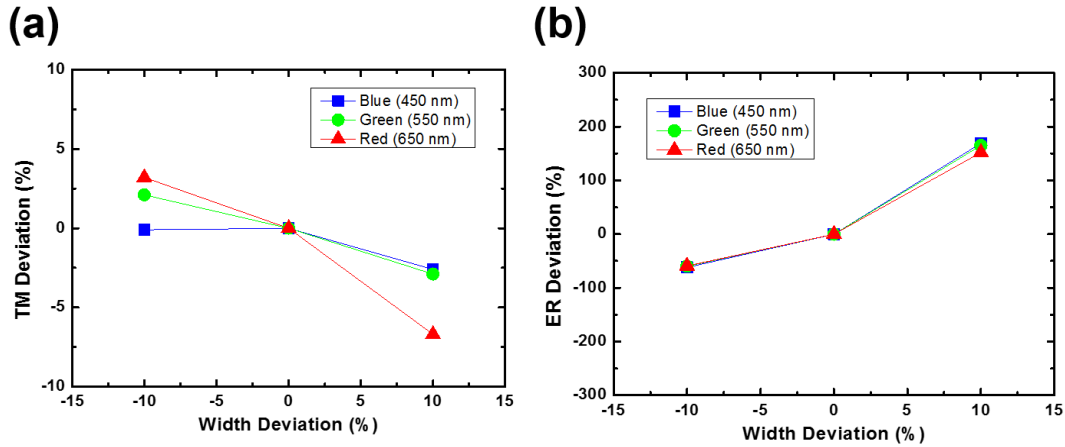 (a)
10
5
0
-5
-10
TM Deviation (%)
Blue (450 nm)
Green (550 nm)
Red (650 nm)
-15 -10 -5 0 5 10 15
Width Deviation (%)
(b)
300
200
100
0
-100
-200
-300
ER Deviation (%)
Blue (450 nm)
Green (550 nm)
Red (650 nm)
-15 -10 -5 0 5 10 15
Width Deviation (%)